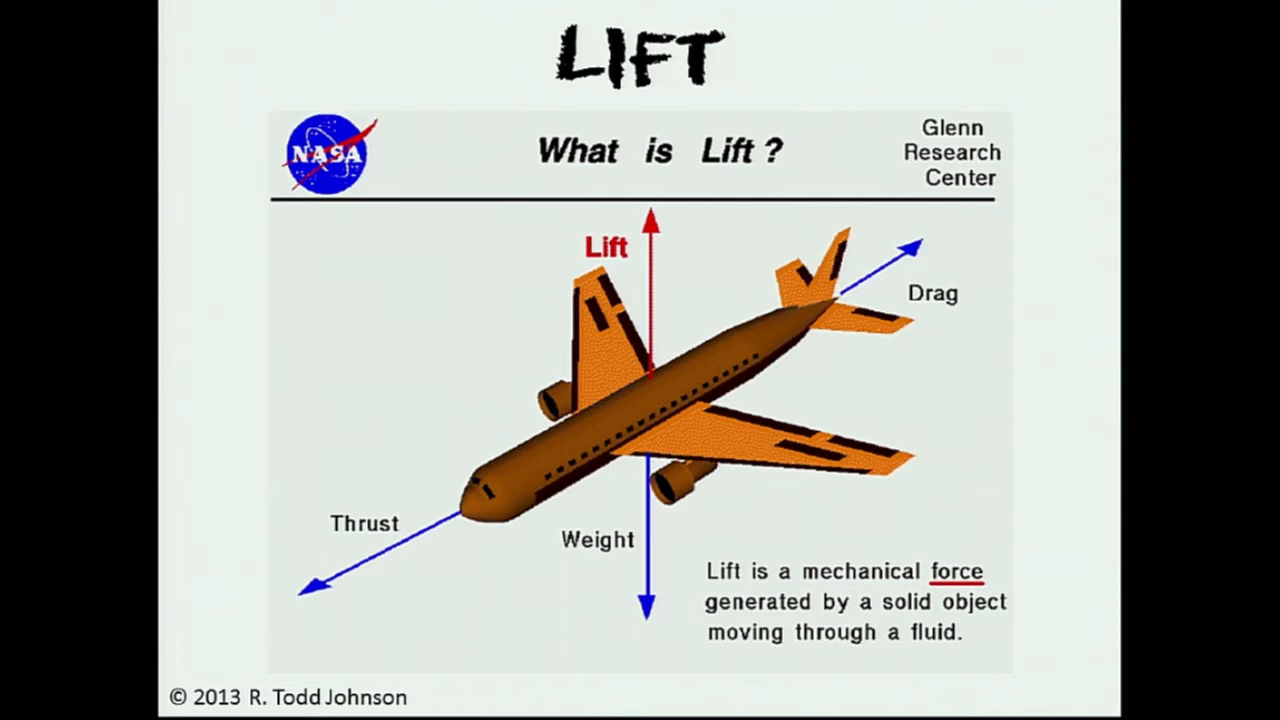 LIFT
NASA
What is Lift ?
Glenn
Research
Center
Lift
Drag
Thrust
Weight
Lift is a mechanical force
generated by a solid object
moving through a fluid.
© 2013 R. Todd Johnson